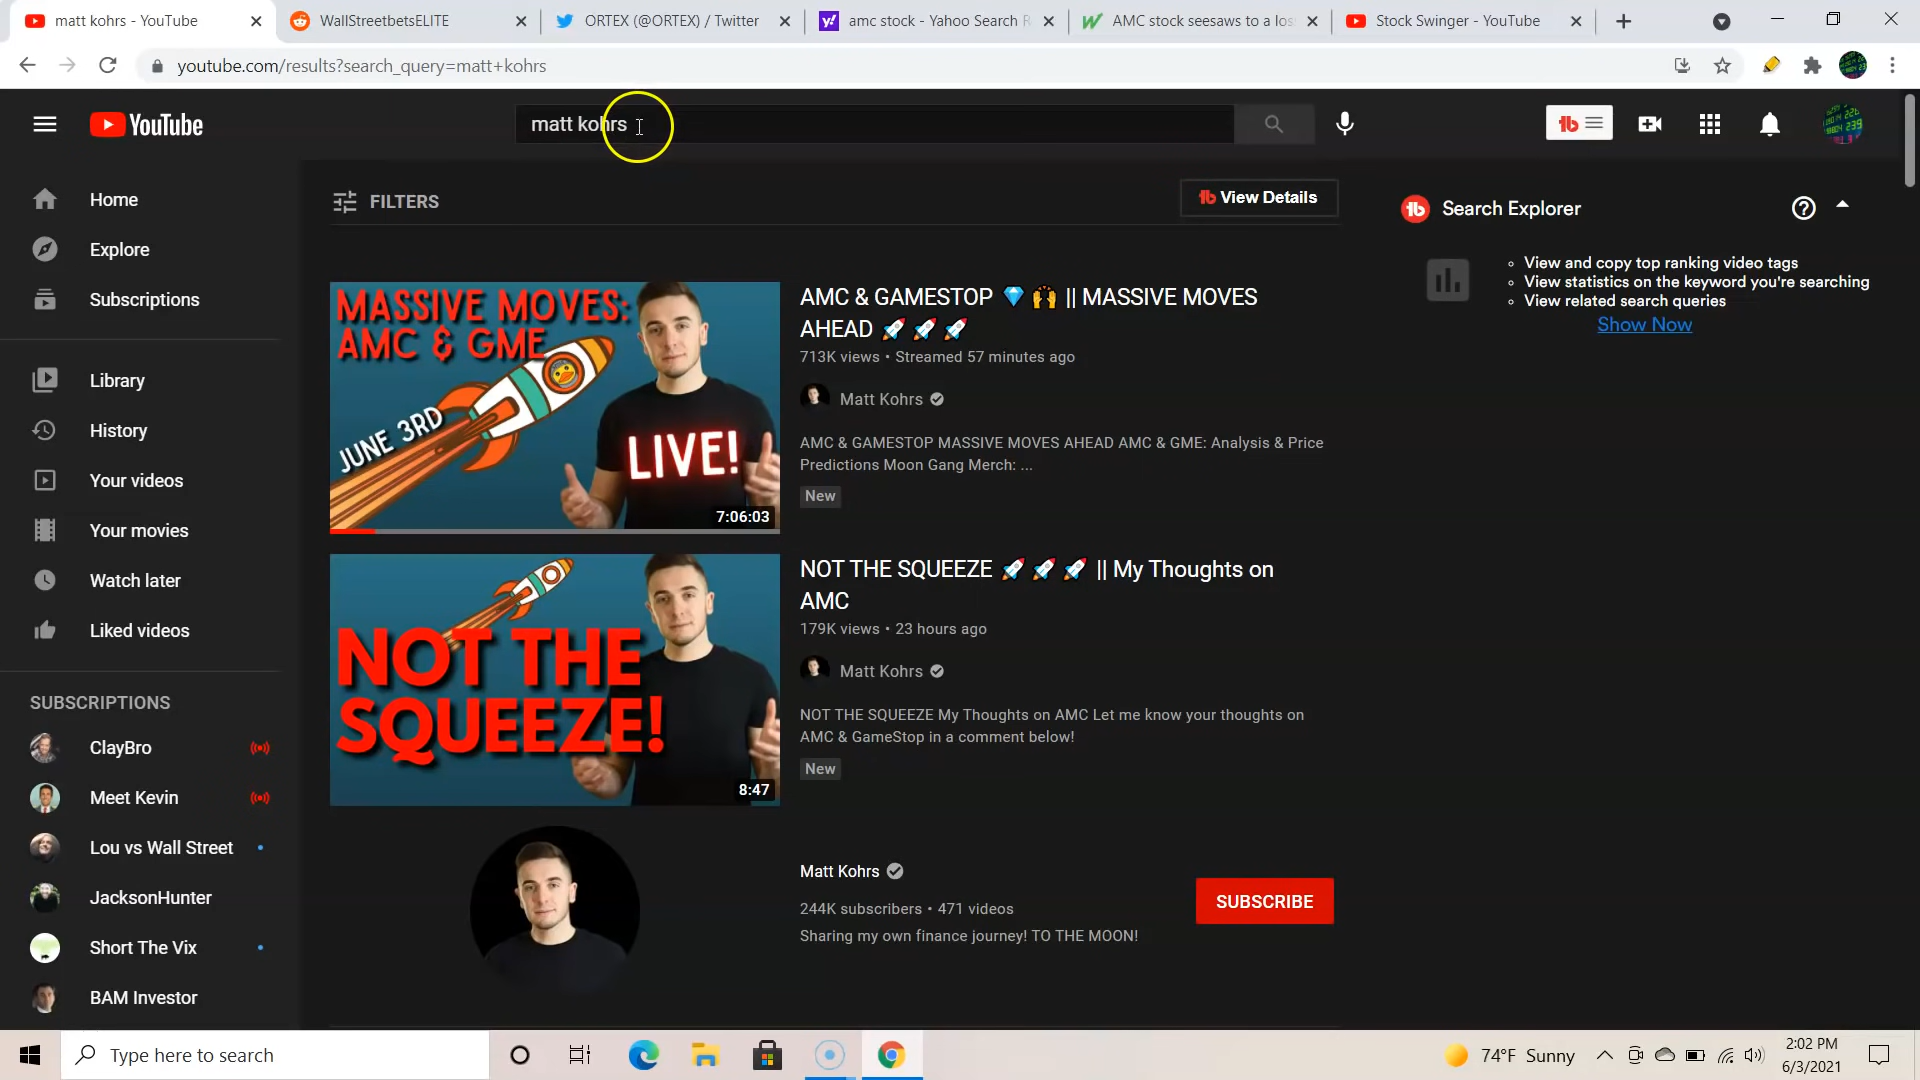 matt kohrs - YouTube
WallStreetbetsELITE
ORTEX (@ORTEX) / Twitter
amc stock - Yahoo Search R
AMC stock seesaws to a los
Stock Swinger - YouTube
youtube.com/results?search_query=matt+kohrs
YouTube
matt kohrs
Home
Explore
Subscriptions
Library
History
Your videos
Your movies
Watch later
Liked videos
SUBSCRIPTIONS
ClayBro
Meet Kevin
Lou vs Wall Street
JacksonHunter
Short The Vix
BAM Investor
FILTERS
View Details
MASSIVE MOVES:
AMC & GME
JUNE 3RD
LIVE!
7:06:03
AMC & GAMESTOP 💎 🙌 || MASSIVE MOVES
AHEAD 🚀 🚀 🚀
713K views • Streamed 57 minutes ago
Matt Kohrs
AMC & GAMESTOP MASSIVE MOVES AHEAD AMC & GME: Analysis & Price
Predictions Moon Gang Merch: ...
New
NOT THE
SQUEEZE!
8:47
NOT THE SQUEEZE 🚀 🚀 🚀 || My Thoughts on
AMC
179K views • 23 hours ago
Matt Kohrs
NOT THE SQUEEZE My Thoughts on AMC Let me know your thoughts on
AMC & GameStop in a comment below!
New
Matt Kohrs
244K subscribers • 471 videos
Sharing my own finance journey! TO THE MOON!
SUBSCRIBE
Search Explorer
View and copy top ranking video tags
View statistics on the keyword you're searching
View related search queries
Show Now
Type here to search
74°F Sunny
2:02 PM
6/3/2021